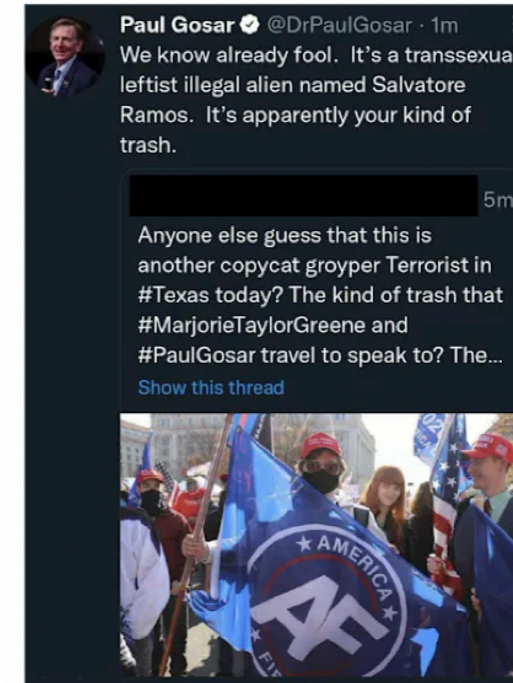 Paul Gosar @DrPaulGosar · 1m
We know already fool. It's a transsexua
leftist illegal alien named Salvatore
Ramos. It's apparently your kind of
trash.
5m
Anyone else guess that this is
another copycat groyper Terrorist in
#Texas today? The kind of trash that
#MarjorieTaylorGreene and
#PaulGosar travel to speak to? The...
Show this thread
AMERICA
AF
FI